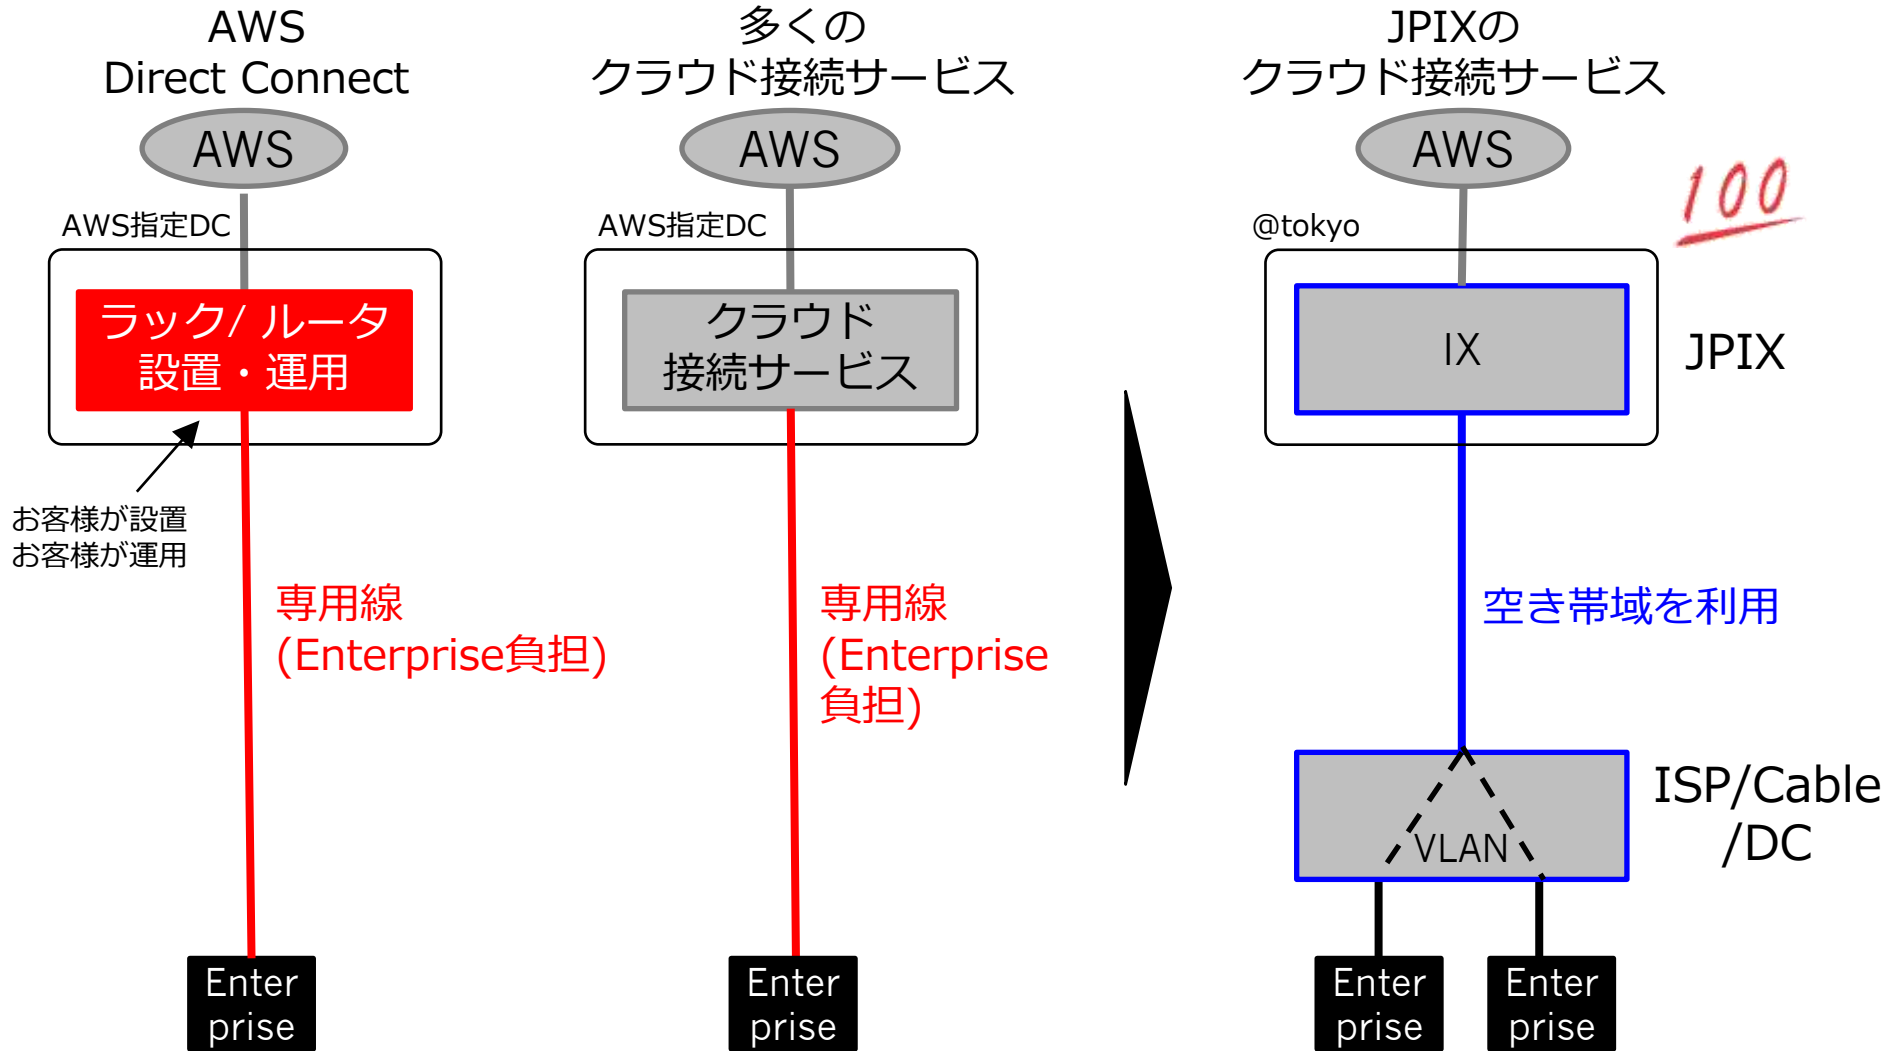 AWS
Direct Connect
AWS
AWS指定DC
ラック/ ルータ
設置・運用
お客様が設置
お客様が運用
専用線
(Enterprise負担)
Enter
prise
多くの
クラウド接続サービス
AWS
AWS指定DC
クラウド
接続サービス
専用線
(Enterprise
負担)
Enter
prise
JPIXの
クラウド接続サービス
AWS
100
@tokyo
IX
JPIX
空き帯域を利用
ISP/Cable
/DC
VLAN
Enter
prise
Enter
prise